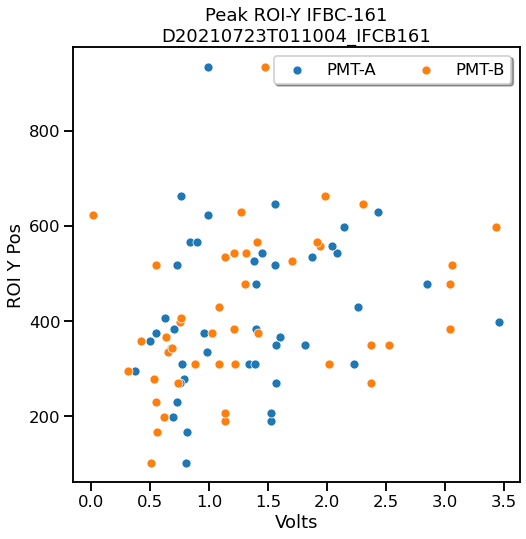 Peak ROI-Y IFBC-161
D20210723T011004_IFCB161
PMT-A PMT-B
800
600
400
200
ROI Y Pos
0.0 0.5 1.0 1.5 2.0 2.5 3.0 3.5
Volts